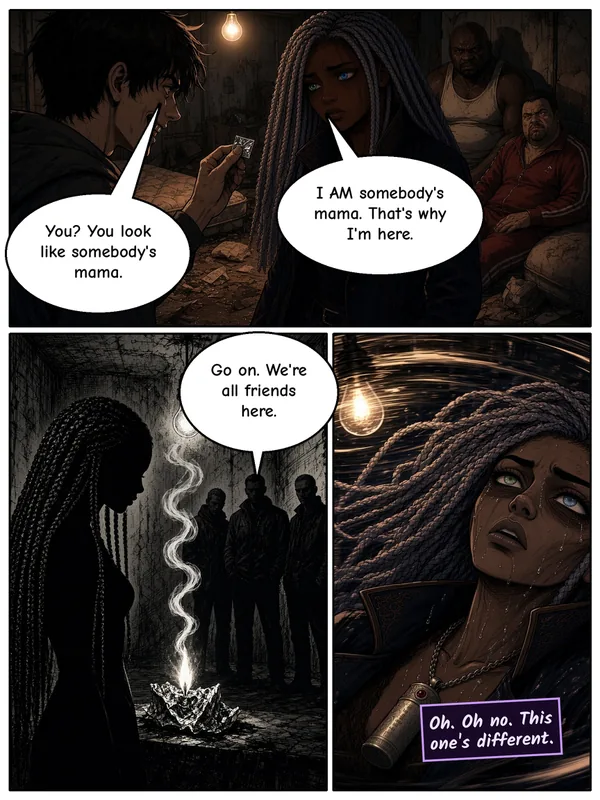 You? You look
like somebody's
mama.
I AM somebody's
mama. That's why
I'm here.
Go on. We're
all friends
here.
Oh. Oh no. This
one's different.